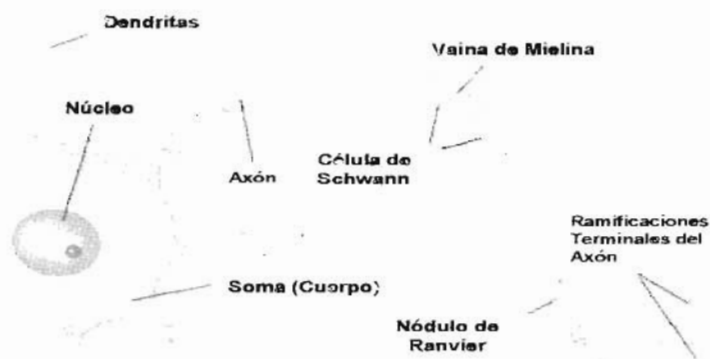 Dendritas
Vaina de Mielina
Núcleo
Axón
Célula de
Schwann
Ramificaciones
Terminales del
Axón
Soma (Cuerpo)
Nódulo de
Ranvier